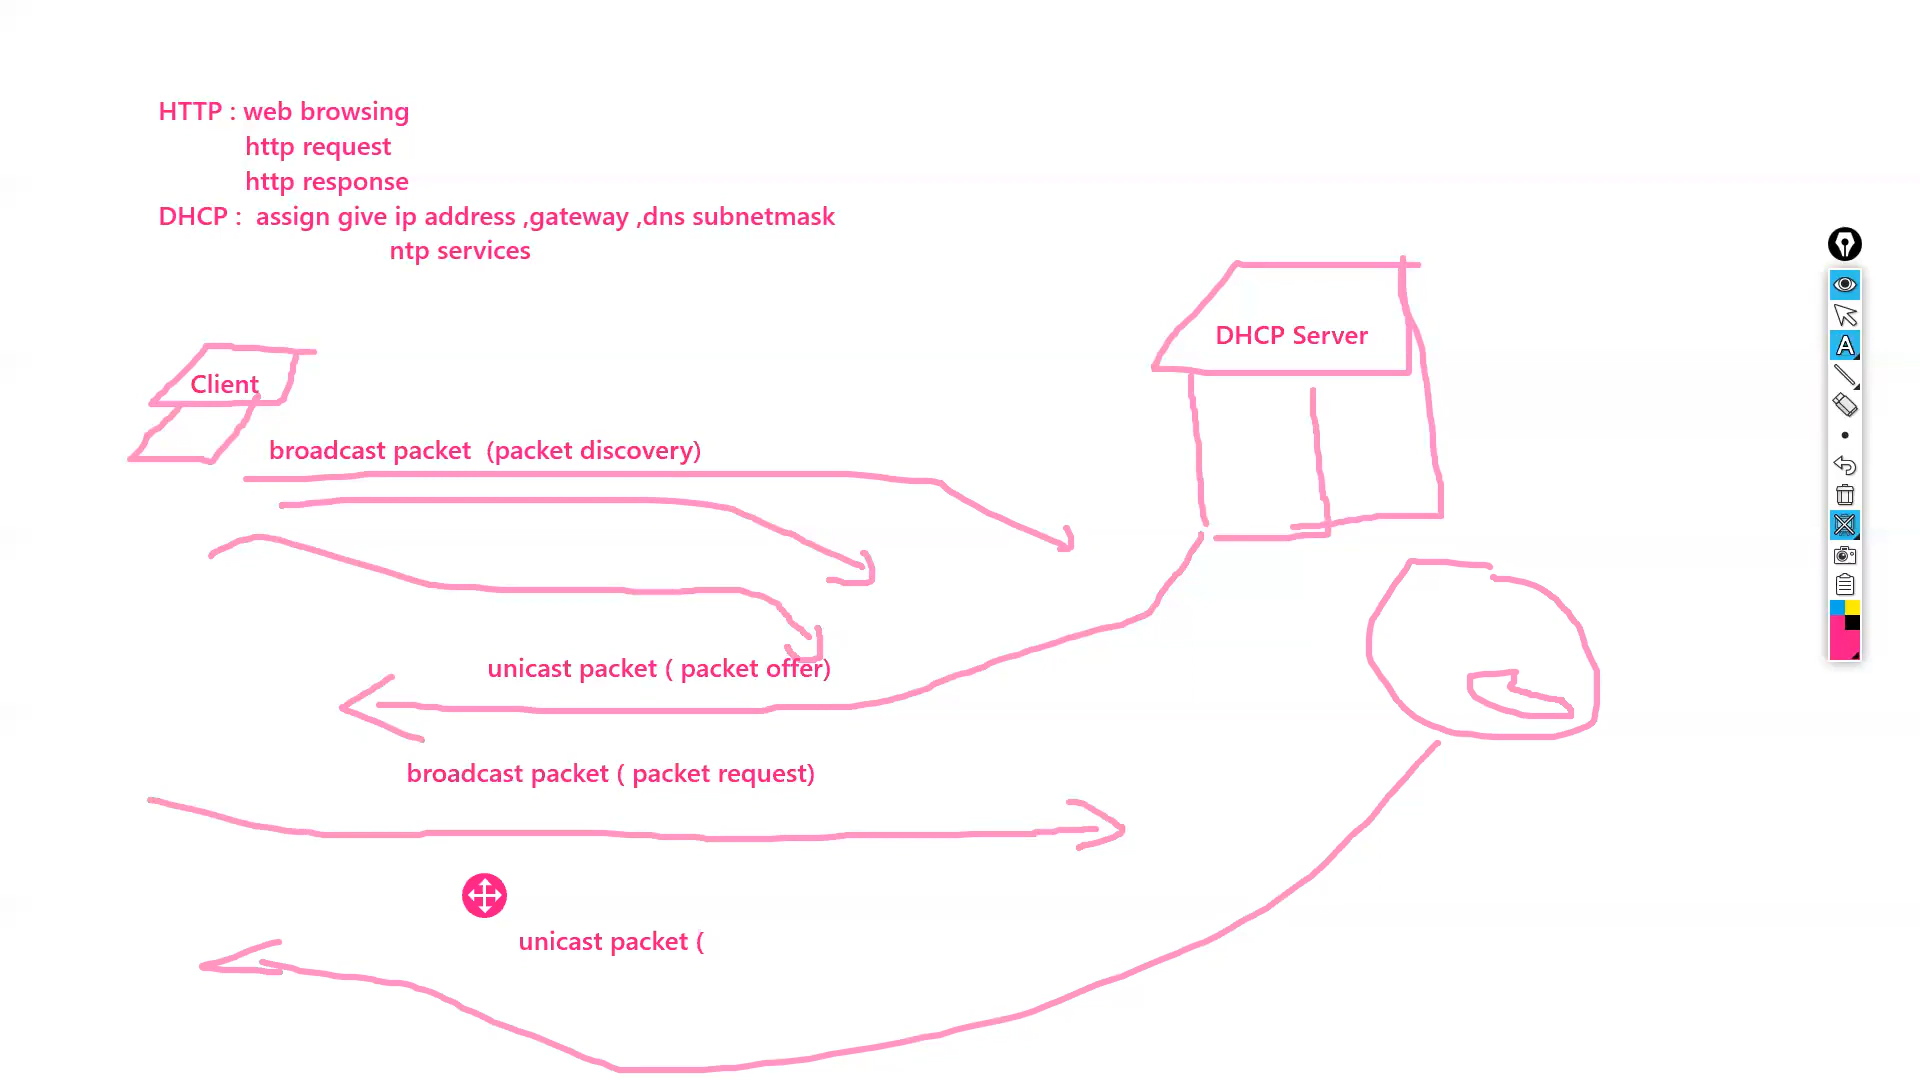 HTTP : web browsing
http request
http response
DHCP : assign give ip address ,gateway ,dns subnetmask
ntp services
DHCP Server
Client
broadcast packet (packet discovery)
unicast packet ( packet offer)
broadcast packet ( packet request)
unicast packet (